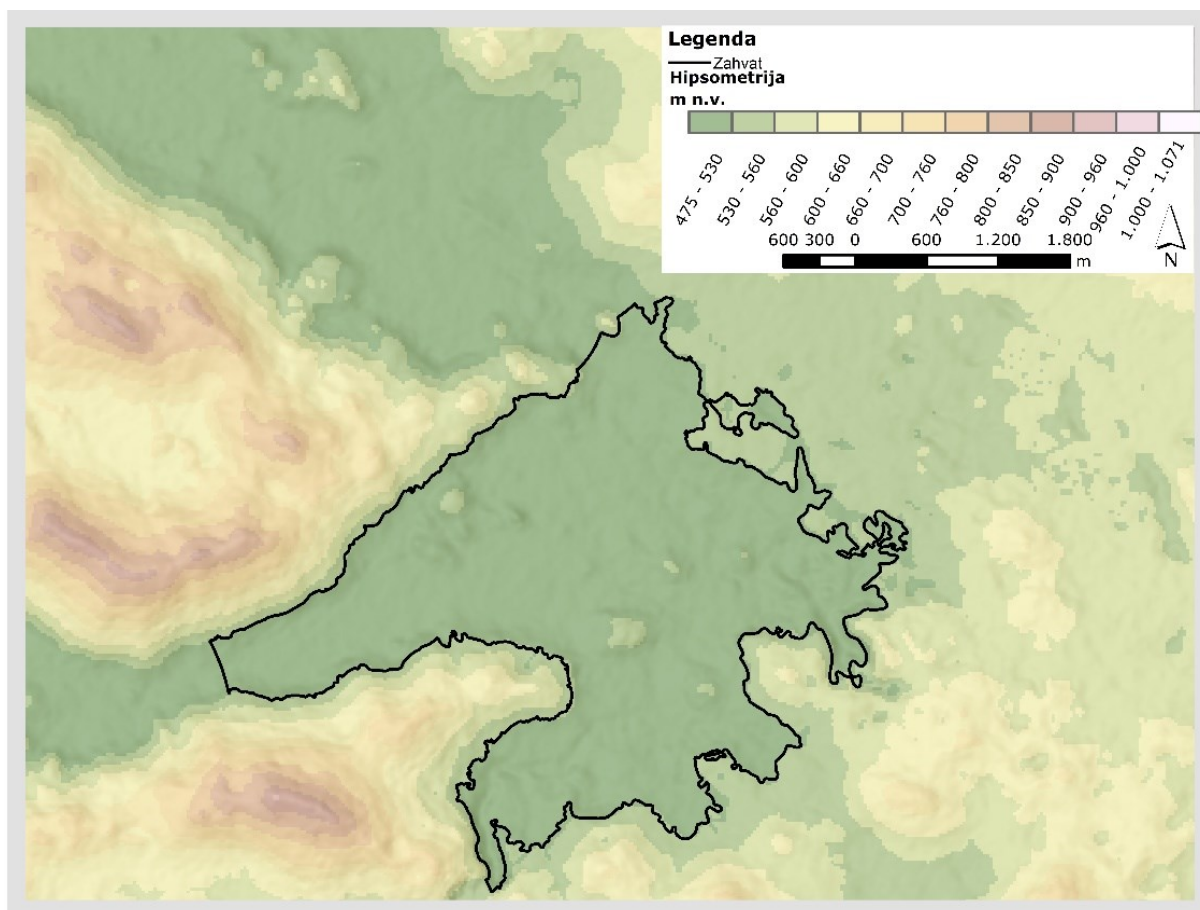 Legenda
Zahvat
Hipsometrija
m n.v.
475 - 530
530 - 560
560 - 600
600 - 660
660 - 700
700 - 760
760 - 800
800 - 850
850 - 900
900 - 960
960 - 1.000
1.000 - 1.071
600 300 0 600 1.200 1.800
m
N